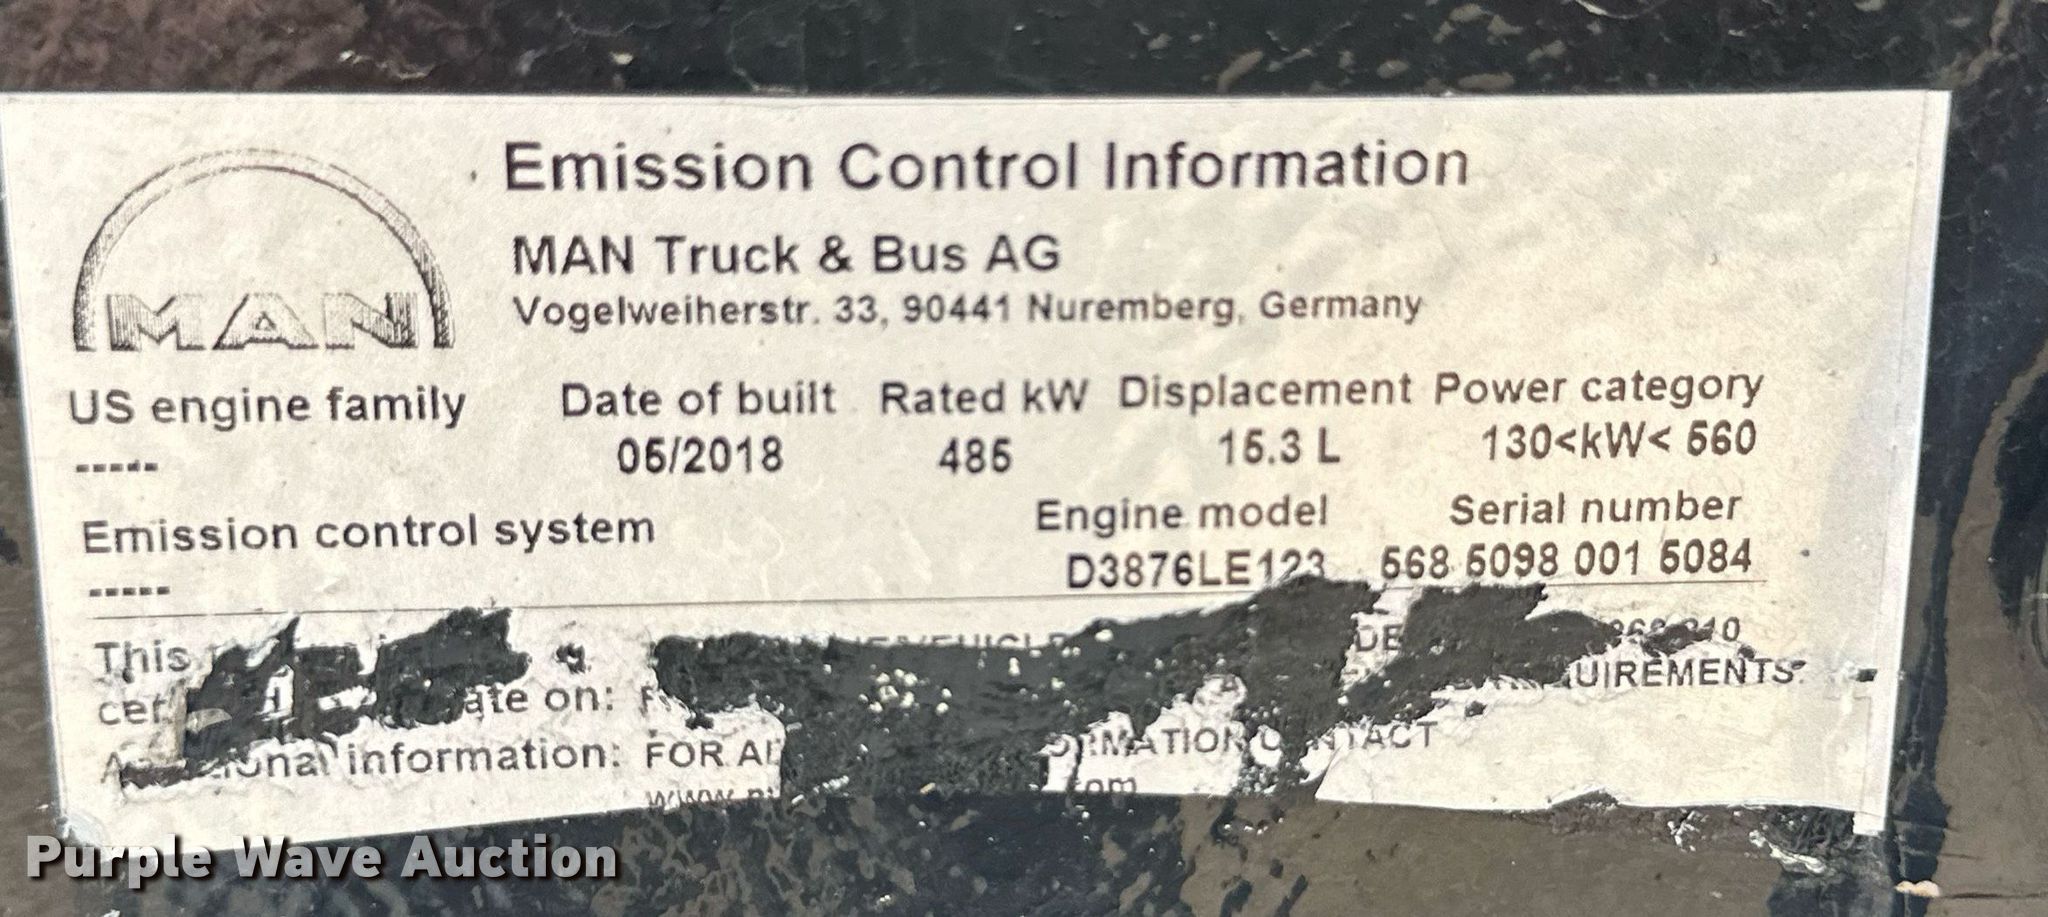 MAN
Emission Control Information
MAN Truck & Bus AG
Vogelweiherstr. 33, 90441 Nuremberg, Germany
US engine family Date of built Rated kW Displacement Power category
----- 05/2018 485 15.3 L 130<kW< 560
Emission control system Engine model Serial number
----- D3876LE123 568 5098 001 5084
This
on:
information: FOR CONTACT
Purple Wave Auction